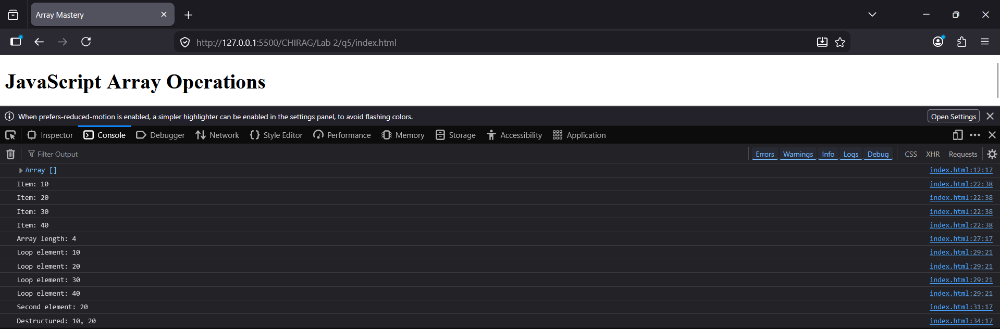 Array Mastery
http://127.0.0.1:5500/CHIRAG/Lab 2/q5/index.html
JavaScript Array Operations
When prefers-reduced-motion is enabled, a simpler highlighter can be enabled in the settings panel, to avoid flashing colors. Open Settings
Inspector Console Debugger Network Style Editor Performance Memory Storage Accessibility Application
Filter Output Errors Warnings Info Logs Debug CSS XHR Requests
Array [] index.html:12:17
Item: 10 index.html:22:38
Item: 20 index.html:22:38
Item: 30 index.html:22:38
Item: 40 index.html:22:38
Array length: 4 index.html:27:17
Loop element: 10 index.html:29:21
Loop element: 20 index.html:29:21
Loop element: 30 index.html:29:21
Loop element: 40 index.html:29:21
Second element: 20 index.html:31:17
Destructured: 10, 20 index.html:34:17